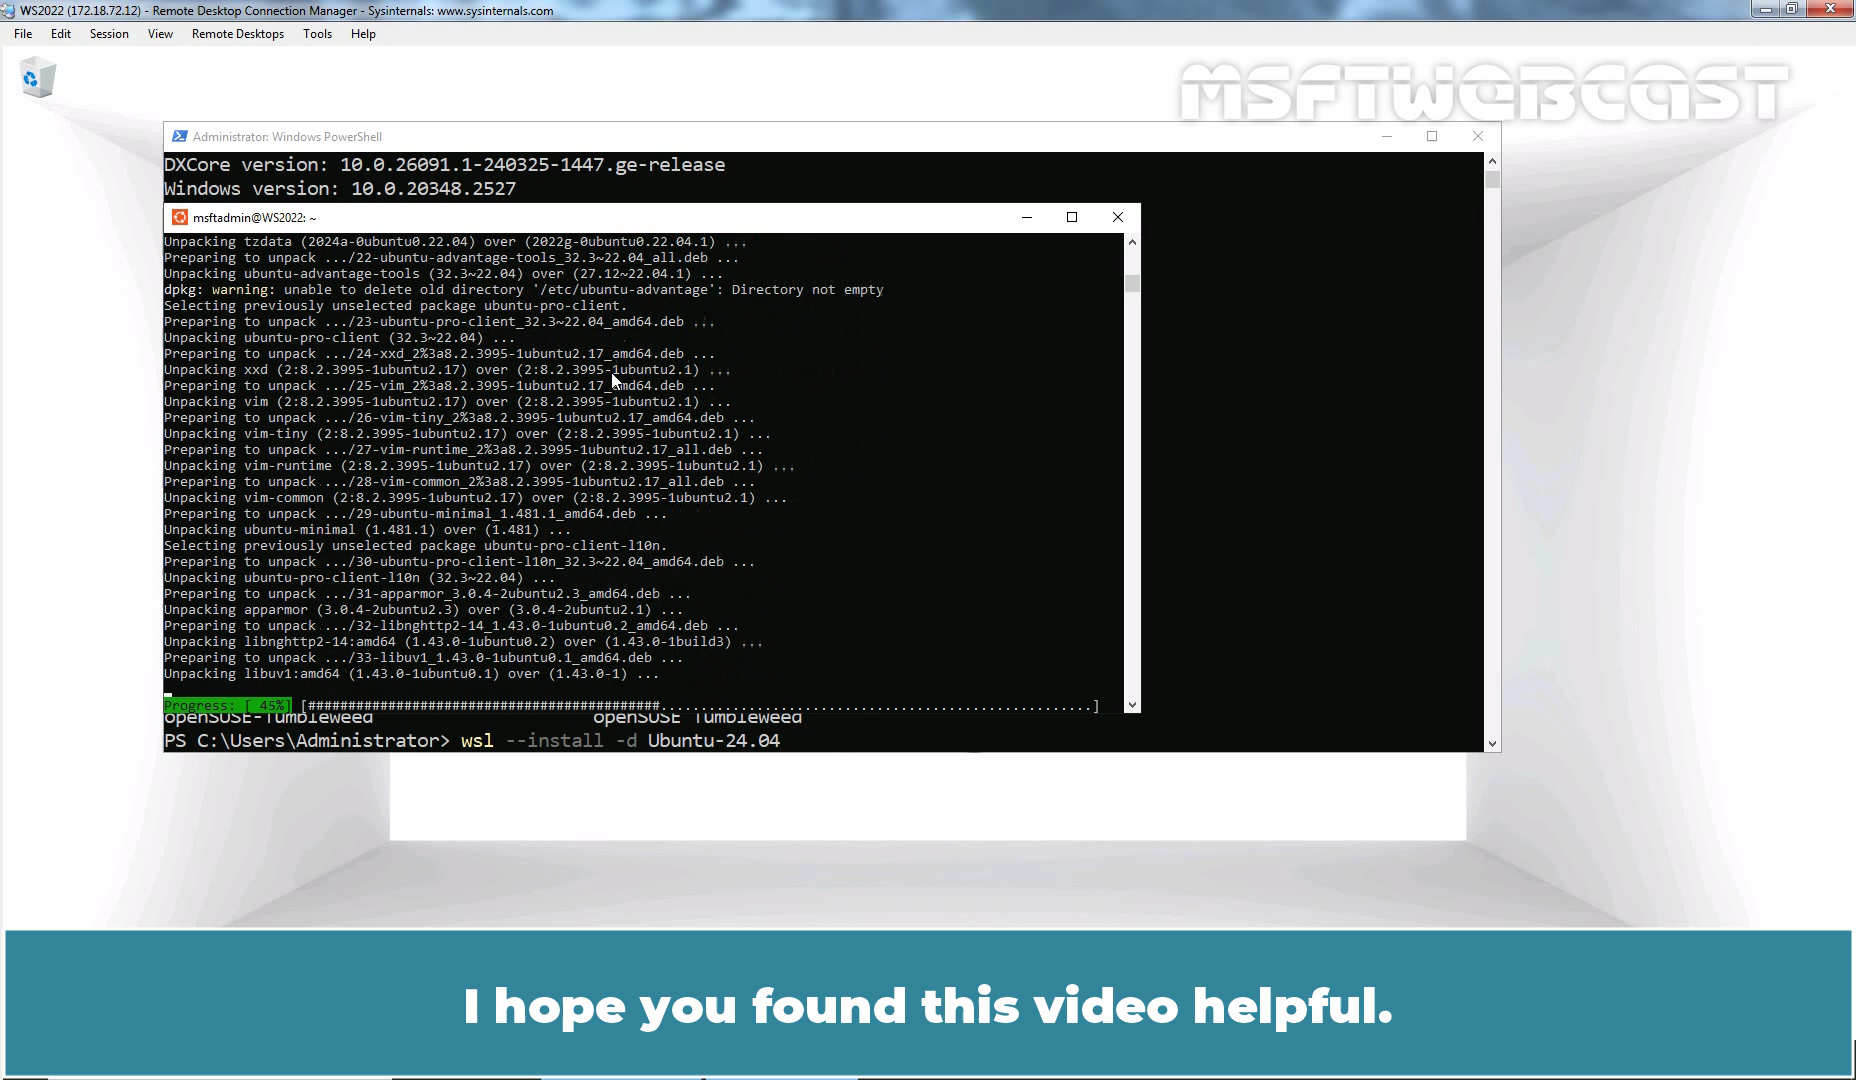 WS2022 (172.18.72.12) - Remote Desktop Connection Manager - Sysinternals: www.sysinternals.com
File Edit Session View Remote Desktops Tools Help
MSFTWEBCAST
Administrator: Windows PowerShell
DXCore version: 10.0.26091.1-240325-1447.ge-release
Windows version: 10.0.20348.2527
msftadmin@WS2022: ~
Unpacking tzdata (2024a-0ubuntu0.22.04) over (2022g-0ubuntu0.22.04.1) ...
Preparing to unpack .../22-ubuntu-advantage-tools_32.3~22.04_all.deb ...
Unpacking ubuntu-advantage-tools (32.3~22.04) over (27.12~22.04.1) ...
dpkg: warning: unable to delete old directory '/etc/ubuntu-advantage': Directory not empty
Selecting previously unselected package ubuntu-pro-client.
Preparing to unpack .../23-ubuntu-pro-client_32.3~22.04_amd64.deb ...
Unpacking ubuntu-pro-client (32.3~22.04) ...
Preparing to unpack .../24-xxd_2%3a8.2.3995-1ubuntu2.17_amd64.deb ...
Unpacking xxd (2:8.2.3995-1ubuntu2.17) over (2:8.2.3995-1ubuntu2.1) ...
Preparing to unpack .../25-vim_2%3a8.2.3995-1ubuntu2.17_amd64.deb ...
Unpacking vim (2:8.2.3995-1ubuntu2.17) over (2:8.2.3995-1ubuntu2.1) ...
Preparing to unpack .../26-vim-tiny_2%3a8.2.3995-1ubuntu2.17_amd64.deb ...
Unpacking vim-tiny (2:8.2.3995-1ubuntu2.17) over (2:8.2.3995-1ubuntu2.1) ...
Preparing to unpack .../27-vim-runtime_2%3a8.2.3995-1ubuntu2.17_all.deb ...
Unpacking vim-runtime (2:8.2.3995-1ubuntu2.17) over (2:8.2.3995-1ubuntu2.1) ...
Preparing to unpack .../28-vim-common_2%3a8.2.3995-1ubuntu2.17_all.deb ...
Unpacking vim-common (2:8.2.3995-1ubuntu2.17) over (2:8.2.3995-1ubuntu2.1) ...
Preparing to unpack .../29-ubuntu-minimal_1.481.1_amd64.deb ...
Unpacking ubuntu-minimal (1.481.1) over (1.481) ...
Selecting previously unselected package ubuntu-pro-client-l10n.
Preparing to unpack .../30-ubuntu-pro-client-l10n_32.3~22.04_amd64.deb ...
Unpacking ubuntu-pro-client-l10n (32.3~22.04) ...
Preparing to unpack .../31-apparmor_3.0.4-2ubuntu2.3_amd64.deb ...
Unpacking apparmor (3.0.4-2ubuntu2.3) over (3.0.4-2ubuntu2.1) ...
Preparing to unpack .../32-libnghttp2-14_1.43.0-1ubuntu0.2_amd64.deb ...
Unpacking libnghttp2-14:amd64 (1.43.0-1ubuntu0.2) over (1.43.0-1build3) ...
Preparing to unpack .../33-libuv1_1.43.0-1ubuntu0.1_amd64.deb ...
Unpacking libuv1:amd64 (1.43.0-1ubuntu0.1) over (1.43.0-1) ...
Progress: [ 45%] [############################################......................................................]
openSUSE-Tumbleweed openSUSE Tumbleweed
PS C:\Users\Administrator> wsl --install -d Ubuntu-24.04
I hope you found this video helpful.